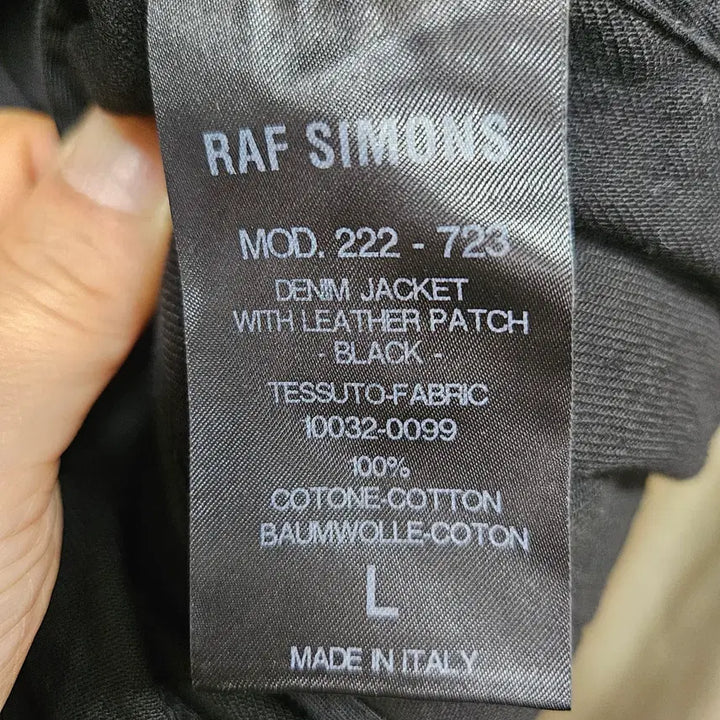 RAF SIMONS
MOD. 222 - 723
DENIM JACKET
WITH LEATHER PATCH
- BLACK -
TESSUTO-FABRIC
10032-0099
100%
COTONE-COTTON
BAUMWOLLE-COTON
L
MADE IN ITALY